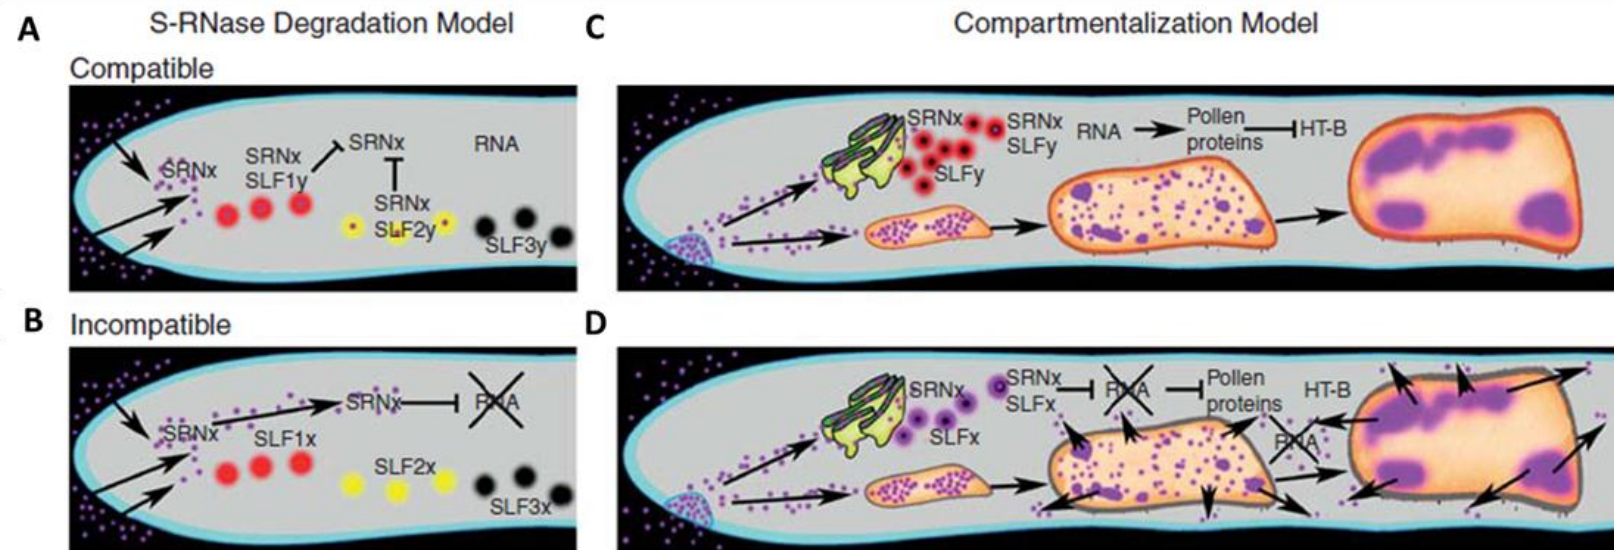 A
S-RNase Degradation Model
Compatible
SRNx
SRNx
SLF1y
SRNx
SRNx
SLF2y
RNA
SLF3y
B
Incompatible
SRNx
SLF1x
SRNx
RNA
SLF2x
SLF3x
C
Compartmentalization Model
SRNx
SLFy
SRNx
SLFy
RNA
Pollen
proteins
HT-B
D
SRNx
SLFx
SRNx
SLFx
RNA
Pollen
proteins
HT-B
RNA